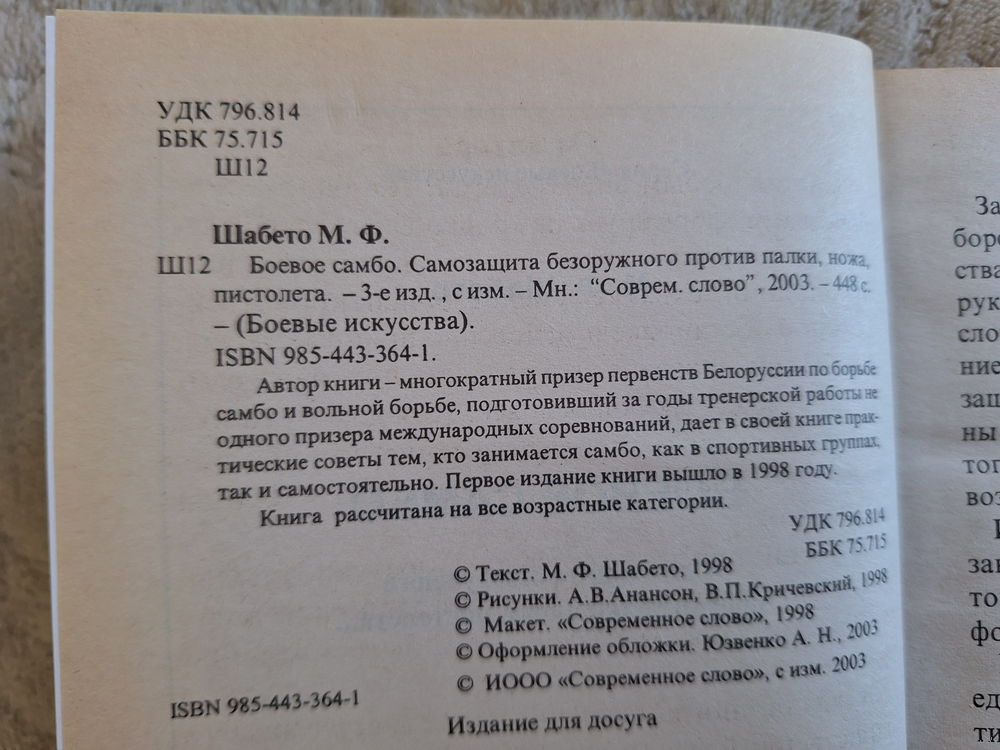 УДК 796.814
ББК 75.715
Ш12
Шабето М. Ф.
Ш12 Боевое самбо. Самозащита безоружного против палки, ножа,
пистолета. – 3-е изд. , с изм. – Мн.: “Соврем. слово”, 2003. – 448 с.
– (Боевые искусства).
ISBN 985-443-364-1.
Автор книги – многократный призер первенств Белоруссии по борьбе
самбо и вольной борьбе, подготовивший за годы тренерской работы не
одного призера международных соревнований, дает в своей книге прак-
тические советы тем, кто занимается самбо, как в спортивных группах,
так и самостоятельно. Первое издание книги вышло в 1998 году.
Книга рассчитана на все возрастные категории.
УДК 796.814
ББК 75.715
© Текст. М. Ф. Шабето, 1998
© Рисунки. А.В.Анансон, В.П.Кричевский, 1998
© Макет. «Современное слово», 1998
© Оформление обложки. Юзвенко А. Н., 2003
© ИООО «Современное слово», с изм. 2003
ISBN 985-443-364-1
Издание для досуга
За
борс
ства
рук
сло
ние
защ
ны
тог
воз
зан
то
фо
ед
ти